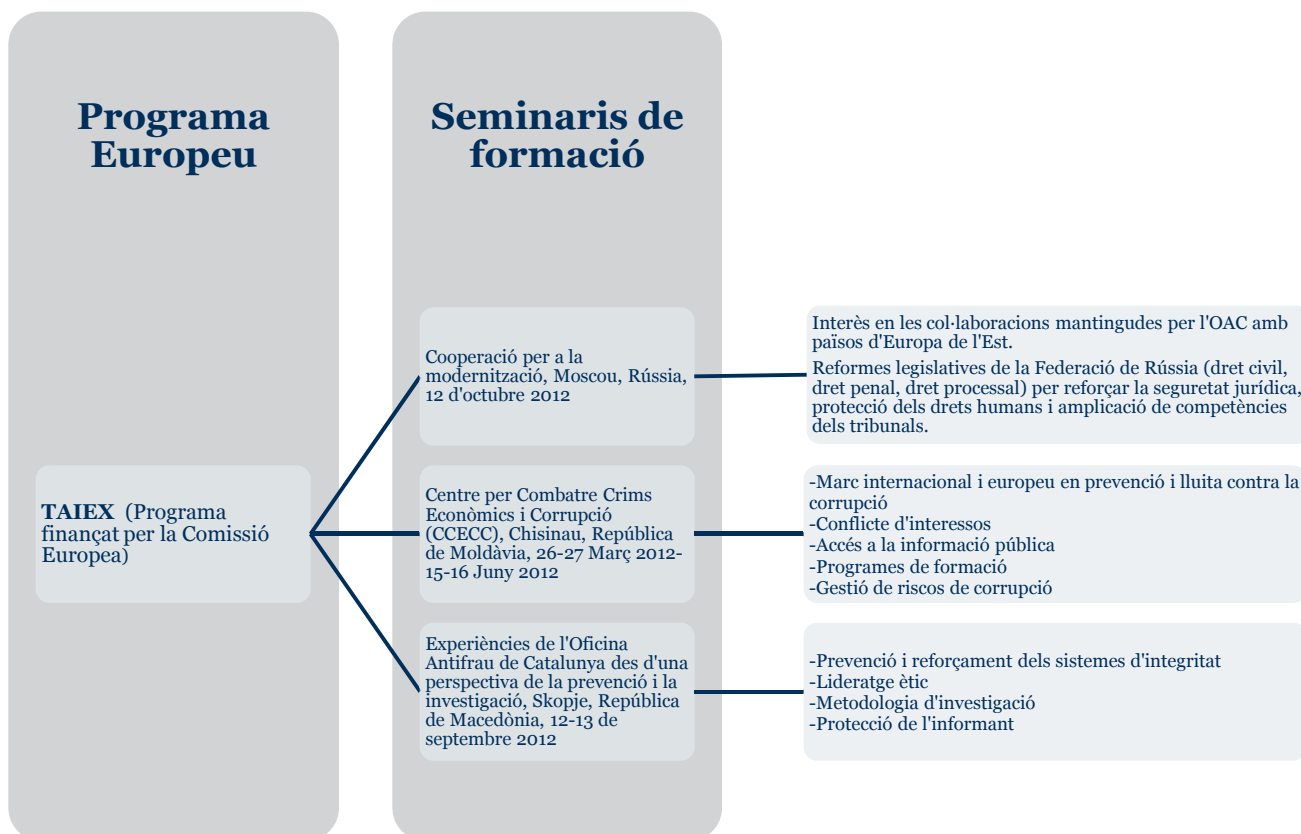 Programa
Europeu
Seminaris de
formació
TAIEX (Programa
finançat per la Comissió
Europea)
Cooperació per a la
modernització, Moscou, Rússia,
12 d'octubre 2012
Interès en les col·laboracions mantingudes per l'OAC amb
països d'Europa de l'Est.
Reformes legislatives de la Federació de Rússia (dret civil,
dret penal, dret processal) per reforçar la seguretat jurídica,
protecció dels drets humans i amplicació de competències
dels tribunals.
Centre per Combatre Crims
Econòmics i Corrupció
(CCECC), Chisinau, República
de Moldàvia, 26-27 Març 2012-
15-16 Juny 2012
-Marc internacional i europeu en prevenció i lluita contra la
corrupció
-Conflicte d'interessos
-Accés a la informació pública
-Programes de formació
-Gestió de riscos de corrupció
Experiències de l'Oficina
Antifrau de Catalunya des d'una
perspectiva de la prevenció i la
investigació, Skopje, República
de Macedònia, 12-13 de
septembre 2012
-Prevenció i reforçament dels sistemes d'integritat
-Lideratge ètic
-Metodologia d'investigació
-Protecció de l'informant